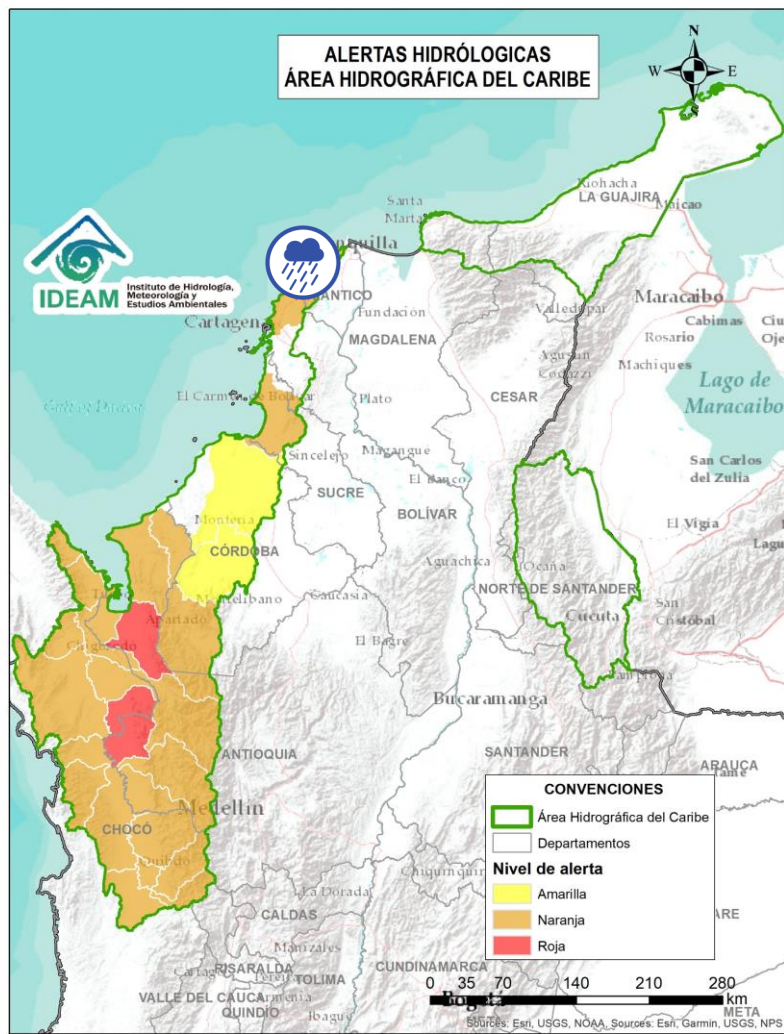 ALERTAS HIDRÓLOGICAS
ÁREA HIDROGRÁFICA DEL CARIBE
N
W
E
S
Riohacha
LA GUAJIRA
Maicao
Santa
Marta
IDEAM
Instituto de Hidrología,
Meteorología y
Estudios Ambientales
Maracaibo
Valledupar
Fundación
Cabimas
MAGDALENA
Rosario
Machiques
Agustín
Codazzi
Lago de
Maracaibo
CESAR
El Carmen de Bolívar
Plato
San Carlos
del Zulia
Sincelejo
Magangue
El Banco
SUCRE
BOLÍVAR
Montería
El Vigía
CÓRDOBA
Aguachica
Ocaña
NORTE DE SANTANDER
Montelibano
Caucasia
Cúcuta
San
Cristóbal
Apartadó
El Bagre
Bucaramanga
ANTIOQUIA
SANTANDER
ARAUCA
Medellín
CHOCÓ
Quibdó
CONVENCIONES
Área Hidrográfica del Caribe
Departamentos
Nivel de alerta
Amarilla
Naranja
Roja
La Dorada
CALDAS
Manizales
RISARALDA
TOLIMA
CUNDINAMARCA
VALLE DEL CAUCA
Armenia
QUINDÍO
Ibagué
Bogotá
META
0 35 70 140 210 280
km
Sources: Esri, USGS, NOAA, Sources: Esri, Garmin, USGS, NPS